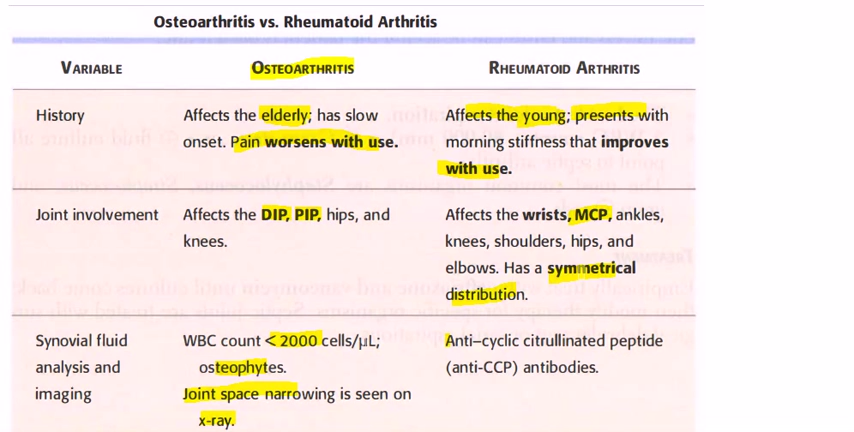 Osteoarthritis vs. Rheumatoid Arthritis
VARIABLE OSTEOARTHRITIS RHEUMATOID ARTHRITIS
History
Affects the elderly; has slow
onset. Pain worsens with use.
Affects the young; presents with
morning stiffness that improves
with use.
Joint involvement
Affects the DIP, PIP, hips, and
knees.
Affects the wrists, MCP, ankles,
knees, shoulders, hips, and
elbows. Has a symmetrical
distribution.
Synovial fluid
analysis and
imaging
WBC count < 2000 cells/μL;
osteophytes.
Joint space narrowing is seen on
x-ray.
Anti–cyclic citrullinated peptide
(anti-CCP) antibodies.